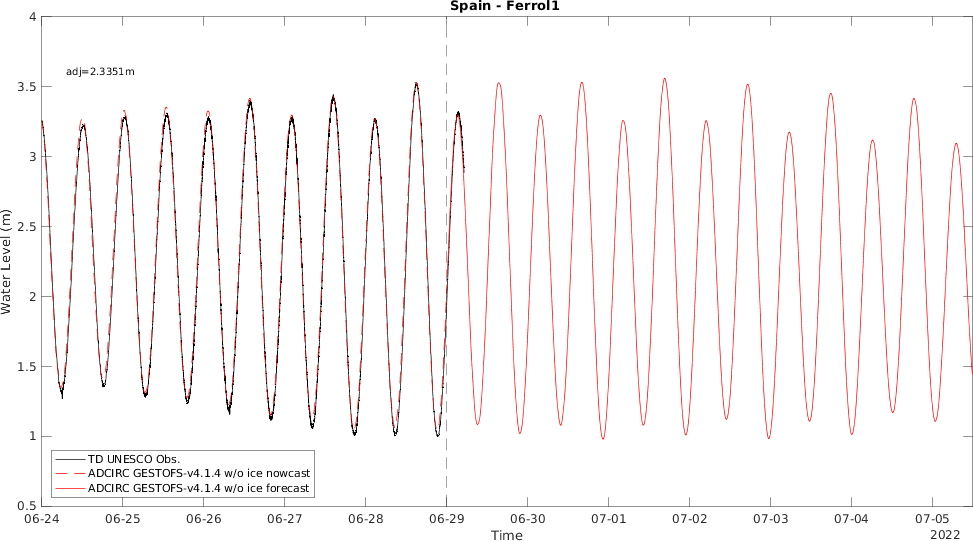 Spain - Ferrol1
adj=2.3351m
Water Level (m)
4
3.5
3
2.5
2
1.5
1
0.5
TD UNESCO Obs.
ADCIRC GESTOFS-v4.1.4 w/o ice nowcast
ADCIRC GESTOFS-v4.1.4 w/o ice forecast
06-24 06-25 06-26 06-27 06-28 06-29 06-30 07-01 07-02 07-03 07-04 07-05
Time
2022